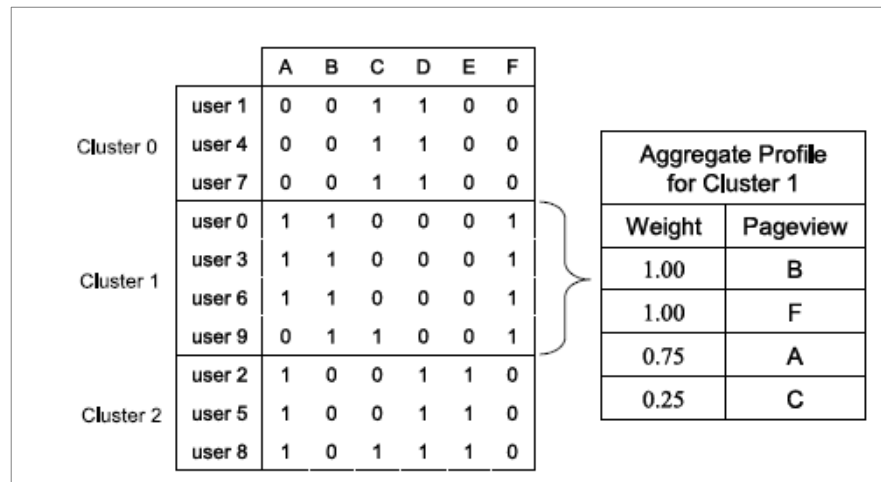 A B C D E F
user 1 0 0 1 1 0 0
Cluster 0 user 4 0 0 1 1 0 0
user 7 0 0 1 1 0 0
user 0 1 1 0 0 0 1
user 3 1 1 0 0 0 1
Cluster 1
user 6 1 1 0 0 0 1
user 9 0 1 1 0 0 1
user 2 1 0 0 1 1 0
Cluster 2 user 5 1 0 0 1 1 0
user 8 1 0 1 1 1 0
Aggregate Profile
for Cluster 1
Weight Pageview
1.00 B
1.00 F
0.75 A
0.25 C